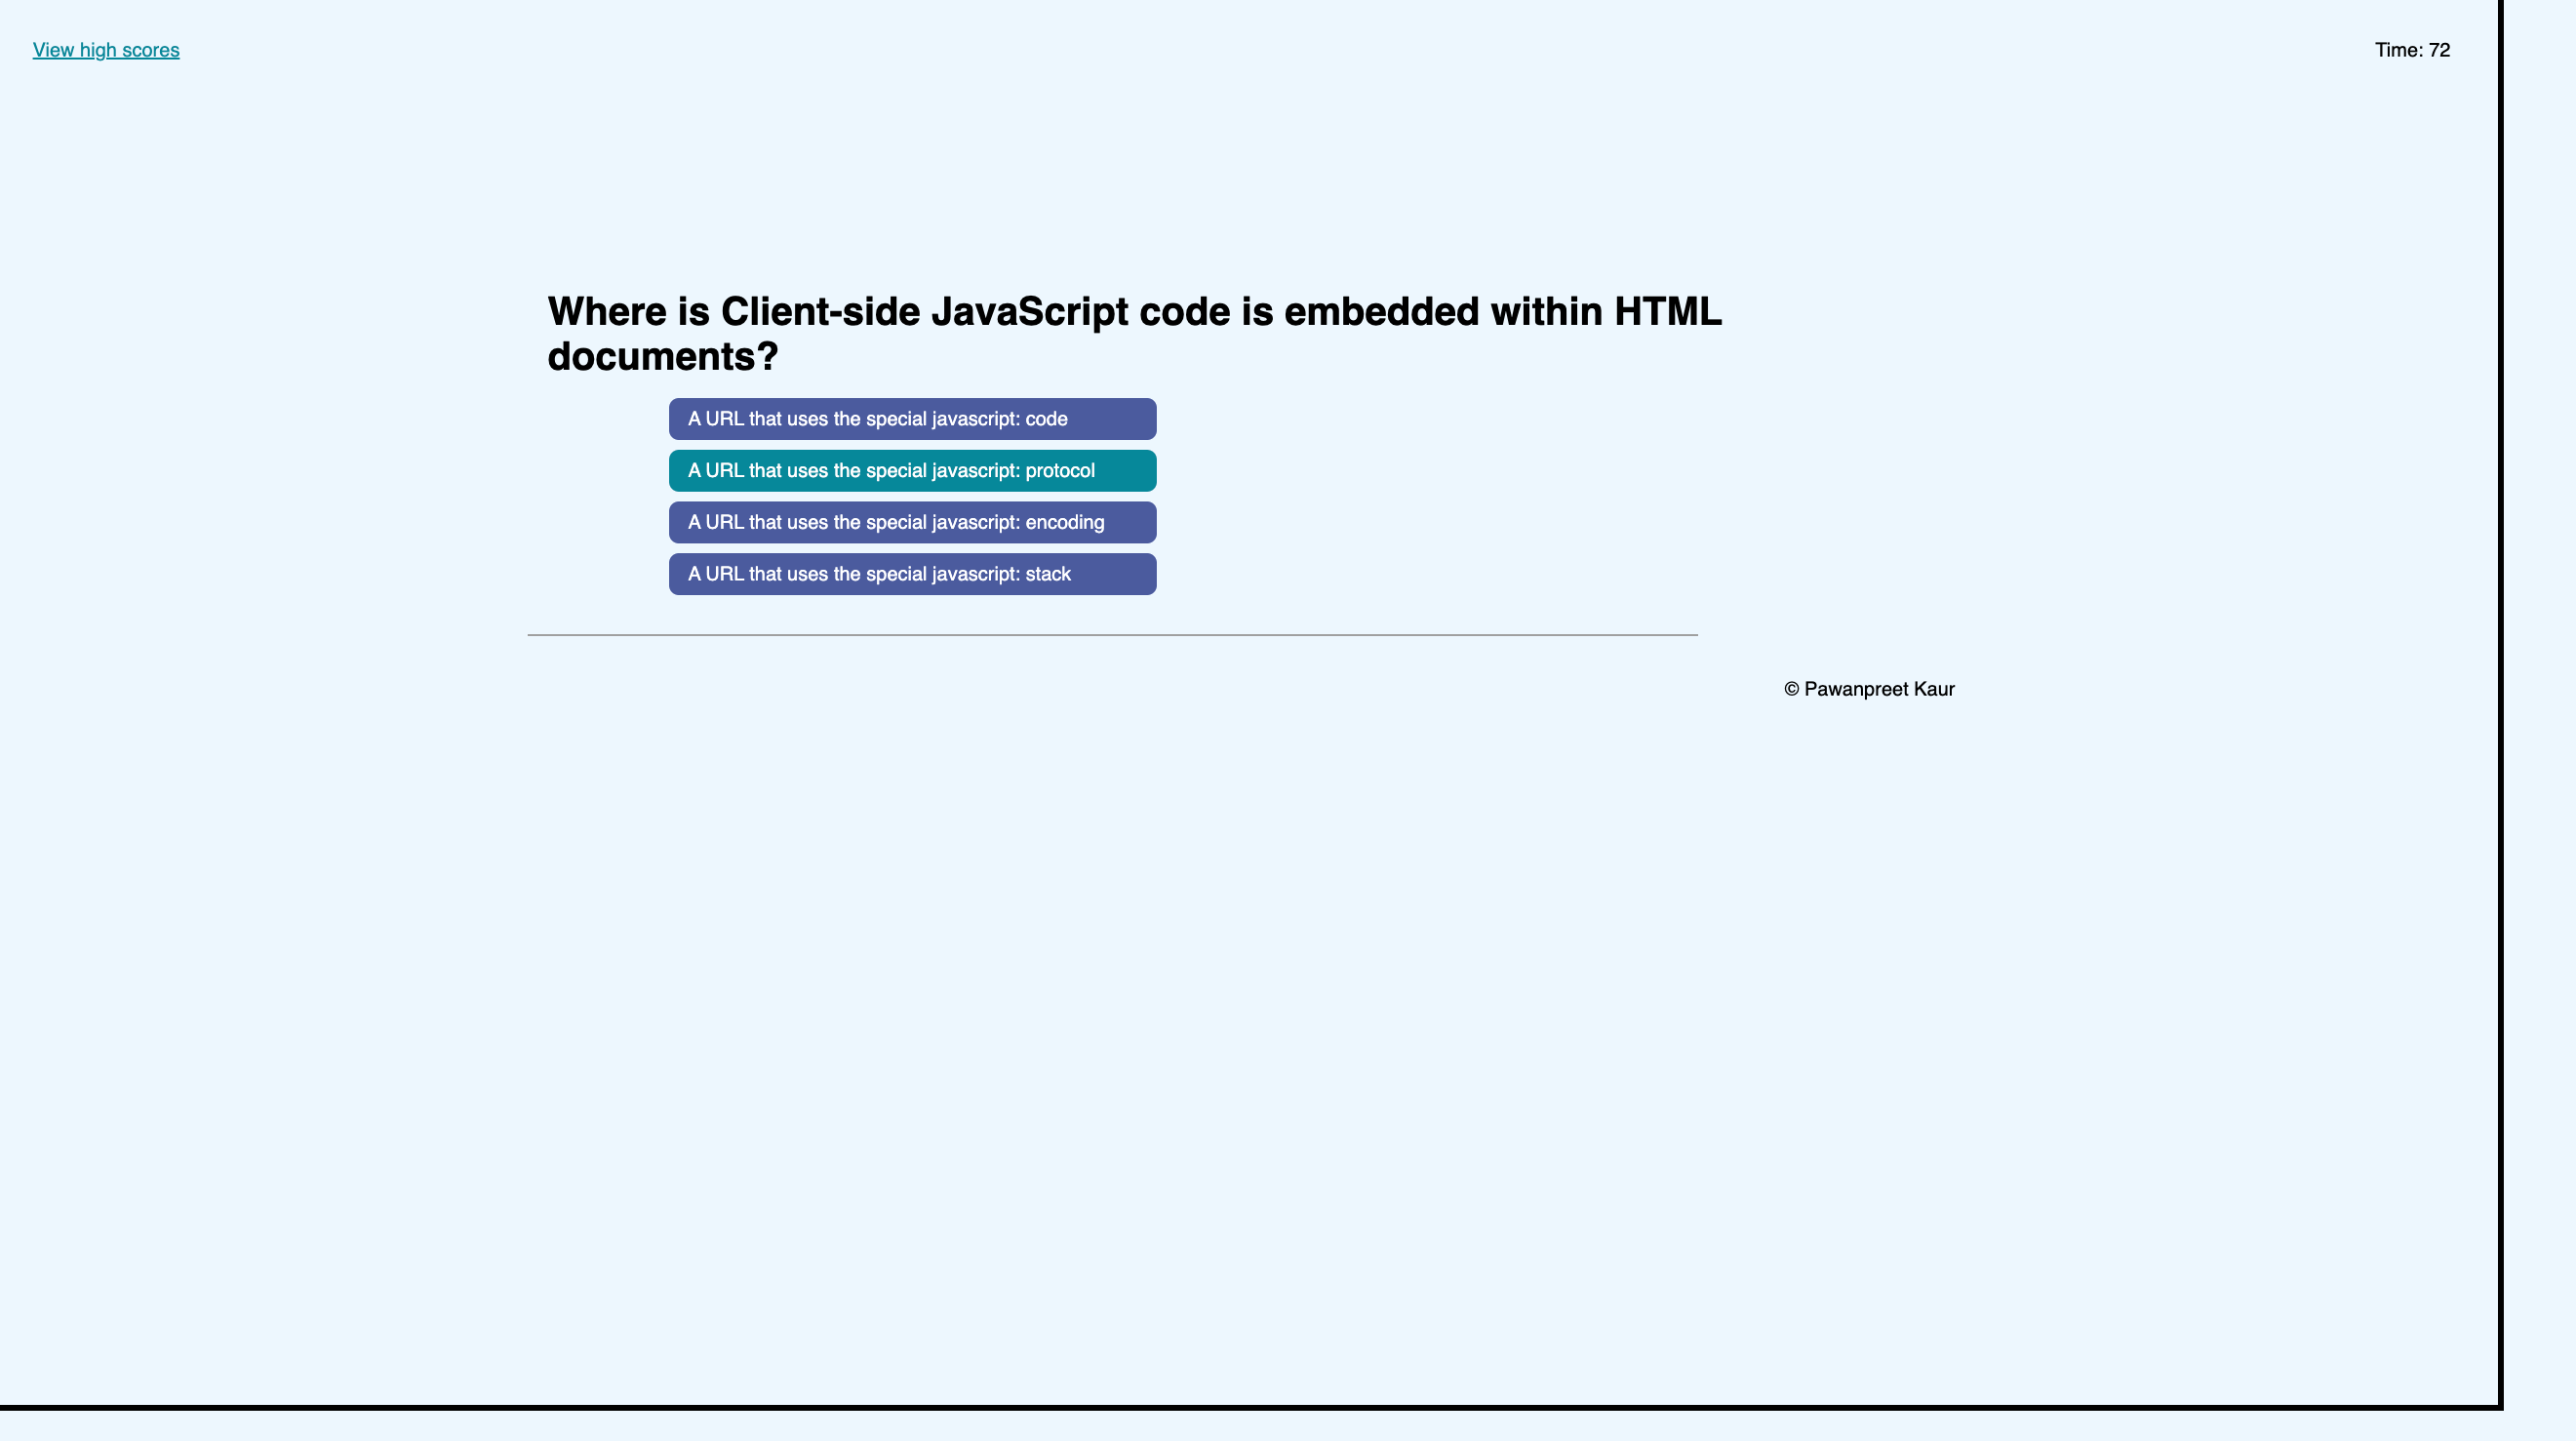 View high scores
Time: 72
Where is Client-side JavaScript code is embedded within HTML
documents?
A URL that uses the special javascript: code
A URL that uses the special javascript: protocol
A URL that uses the special javascript: encoding
A URL that uses the special javascript: stack
© Pawanpreet Kaur